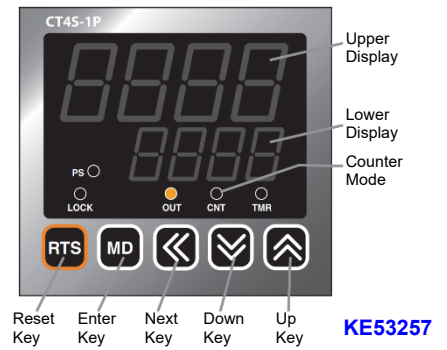 CT4S-1P
Upper
Display
Lower
Display
Counter
Mode
PS
LOCK
OUT
CNT
TMR
RTS
MD
Reset
Key
Enter
Key
Next
Key
Down
Key
Up
Key
KE53257